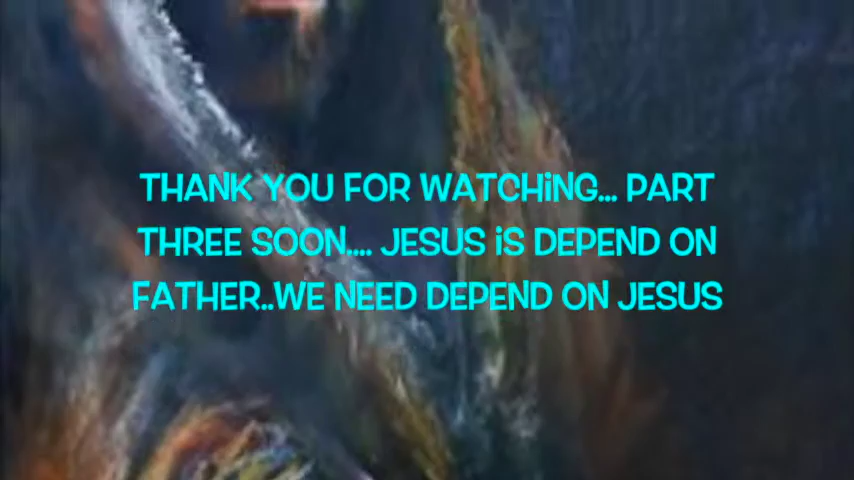 THANK YOU FOR WATCHiNG... PART
THREE SOON.... JESUS iS DEPEND ON
FATHER..WE NEED DEPEND ON JESUS